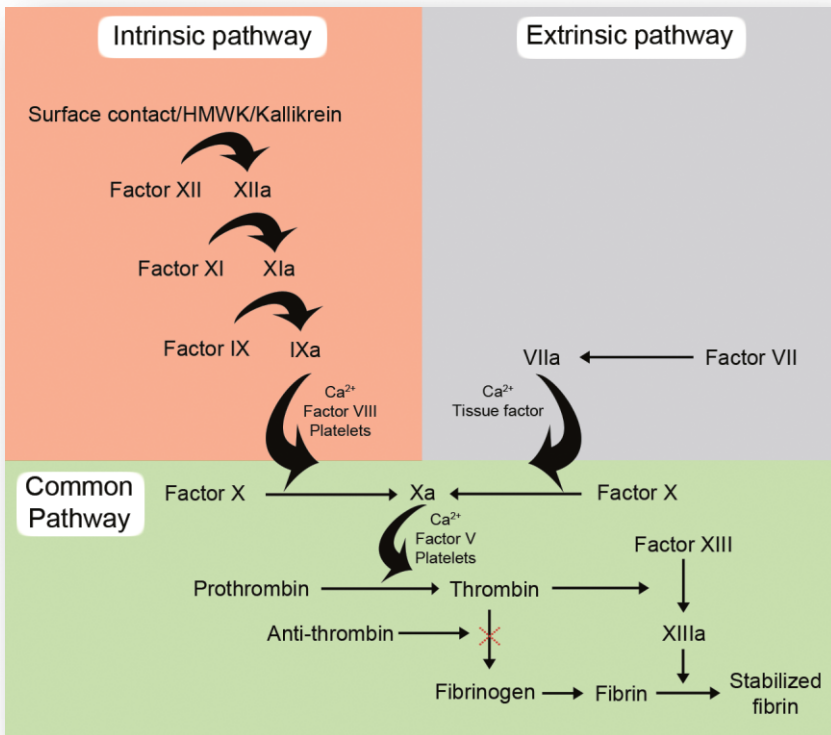 Intrinsic pathway
Extrinsic pathway
Surface contact/HMWK/Kallikrein
Factor XII XIIa
Factor XI XIa
Factor IX IXa
VIIa Factor VII
Ca²⁺
Factor VIII
Platelets
Ca²⁺
Tissue factor
Common
Pathway
Factor X Xa Factor X
Ca²⁺
Factor V
Platelets
Factor XIII
Prothrombin Thrombin
Anti-thrombin XIIIa
Fibrinogen Fibrin Stabilized
fibrin